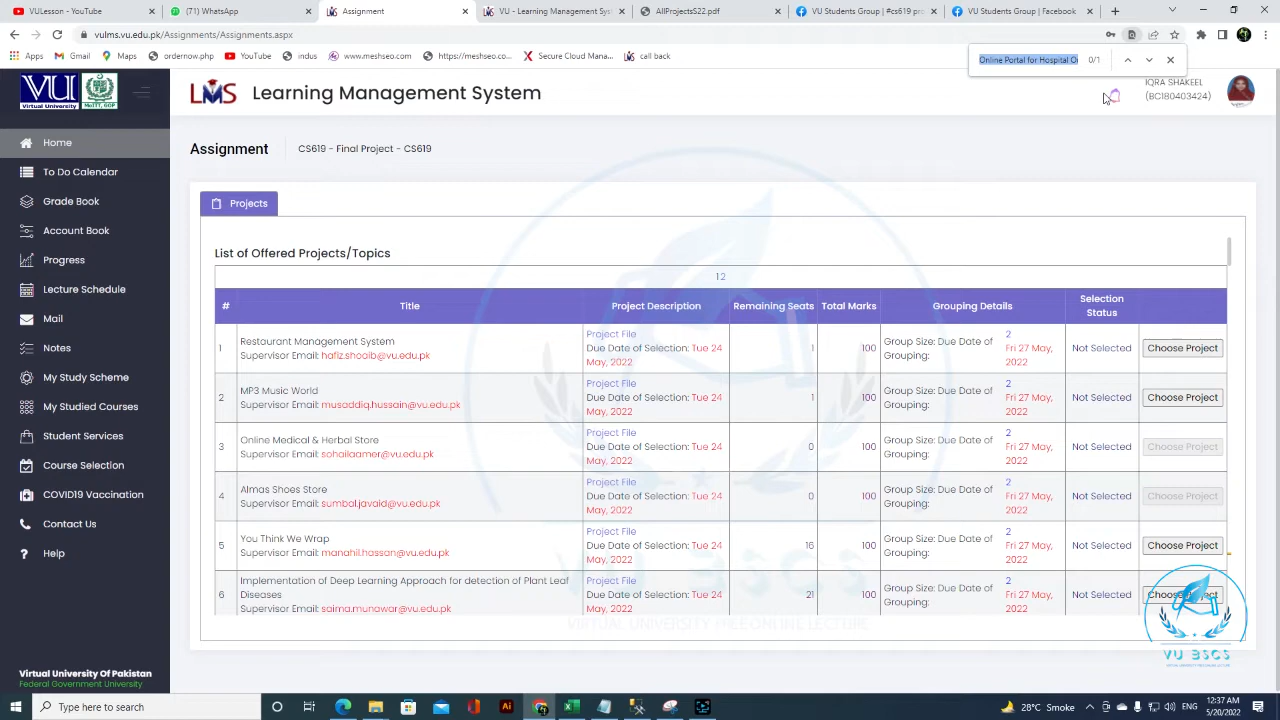 VULesson - YouTube
(71) WhatsApp
Assignment
VU - Learning Management Sy
AllProjectsS22.pdf
VU Students Group | #cs619 pro
VU Students Group | Facebook
vulms.vu.edu.pk/Assignments/Assignments.aspx
Apps
Gmail
Maps
ordernow.php
YouTube
indus
www.meshseo.com
https://meshseo.com...
Secure Cloud Mana...
call back
Online Portal for Hospital O
0/1
VU
Virtual University
MoITT, GOP
LMS Learning Management System
IQRA SHAKEEL
(BC180403424)
Home
To Do Calendar
Grade Book
Account Book
Progress
Lecture Schedule
Mail
Notes
My Study Scheme
My Studied Courses
Student Services
Course Selection
COVID19 Vaccination
Contact Us
Help
Virtual University Of Pakistan
Federal Government University
Assignment
CS619 - Final Project - CS619
Projects
List of Offered Projects/Topics
12
# Title Project Description Remaining Seats Total Marks Grouping Details Selection Status
1 Restaurant Management System Supervisor Email: hafiz.shoaib@vu.edu.pk Project File Due Date of Selection: Tue 24 May, 2022 1 100 Group Size: 2 Due Date of Grouping: Fri 27 May, 2022 Not Selected Choose Project
2 MP3 Music World Supervisor Email: musaddiq.hussain@vu.edu.pk Project File Due Date of Selection: Tue 24 May, 2022 1 100 Group Size: 2 Due Date of Grouping: Fri 27 May, 2022 Not Selected Choose Project
3 Online Medical & Herbal Store Supervisor Email: sohailaamer@vu.edu.pk Project File Due Date of Selection: Tue 24 May, 2022 0 100 Group Size: 2 Due Date of Grouping: Fri 27 May, 2022 Not Selected Choose Project
4 Almas Shoes Store Supervisor Email: sumbal.javaid@vu.edu.pk Project File Due Date of Selection: Tue 24 May, 2022 0 100 Group Size: 2 Due Date of Grouping: Fri 27 May, 2022 Not Selected Choose Project
5 You Think We Wrap Supervisor Email: manahil.hassan@vu.edu.pk Project File Due Date of Selection: Tue 24 May, 2022 16 100 Group Size: 2 Due Date of Grouping: Fri 27 May, 2022 Not Selected Choose Project
6 Implementation of Deep Learning Approach for detection of Plant Leaf Diseases Supervisor Email: saima.munawar@vu.edu.pk Project File Due Date of Selection: Tue 24 May, 2022 21 100 Group Size: 2 Due Date of Grouping: Fri 27 May, 2022 Not Selected Choose Project
VU BSCS
Type here to search
28°C Smoke
12:37 AM
5/20/2022